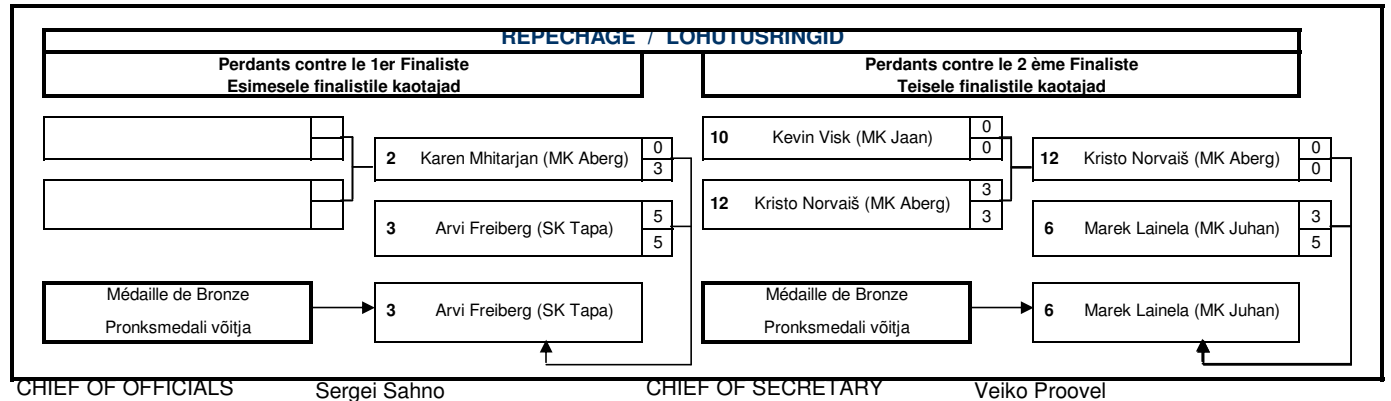 REPECHAGE / LOHUTUSRINGID
Perdants contre le 1er Finaliste
Esimesele finalistile kaotajad
Perdants contre le 2 ème Finaliste
Teisele finalistile kaotajad
2 Karen Mhitarjan (MK Aberg) 0
3
3 Arvi Freiberg (SK Tapa) 5
5
Médaille de Bronze
Pronksmedali võitja
3 Arvi Freiberg (SK Tapa)
10 Kevin Visk (MK Jaan) 0
0
12 Kristo Norvaiš (MK Aberg) 3
3
12 Kristo Norvaiš (MK Aberg) 0
0
6 Marek Lainela (MK Juhan) 3
5
Médaille de Bronze
Pronksmedali võitja
6 Marek Lainela (MK Juhan)
CHIEF OF OFFICIALS Sergei Sahno CHIEF OF SECRETARY Veiko Proovel